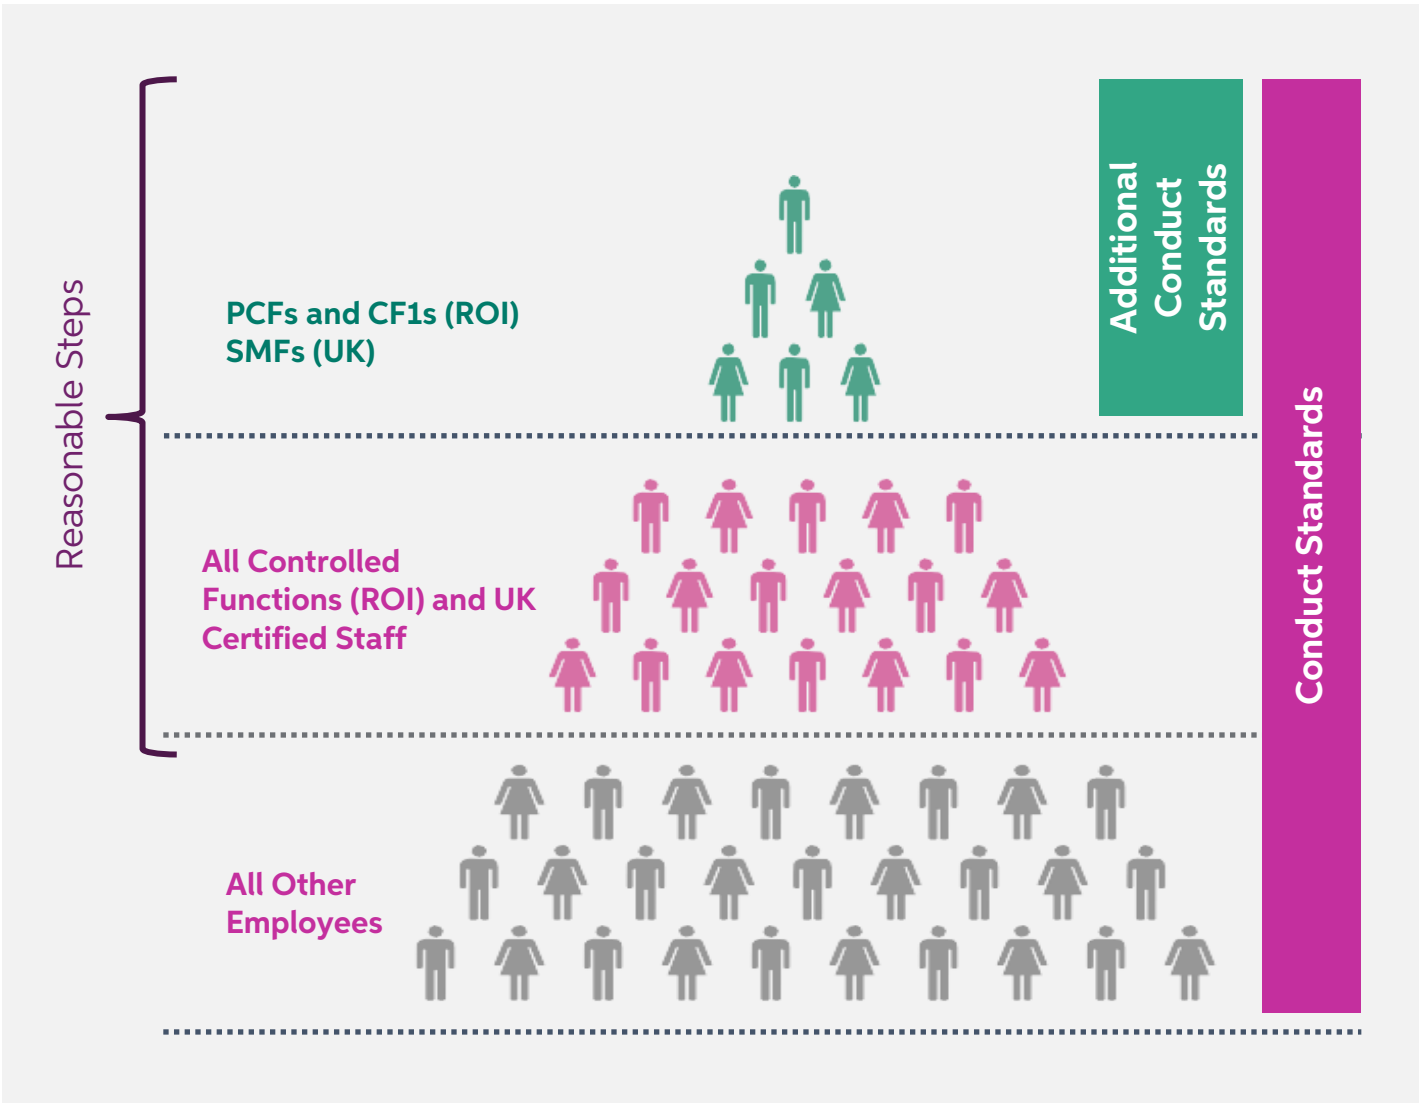 Reasonable Steps
PCFs and CF1s (ROI)
SMFs (UK)
All Controlled
Functions (ROI) and UK
Certified Staff
All Other
Employees
Additional
Conduct
Standards
Conduct Standards